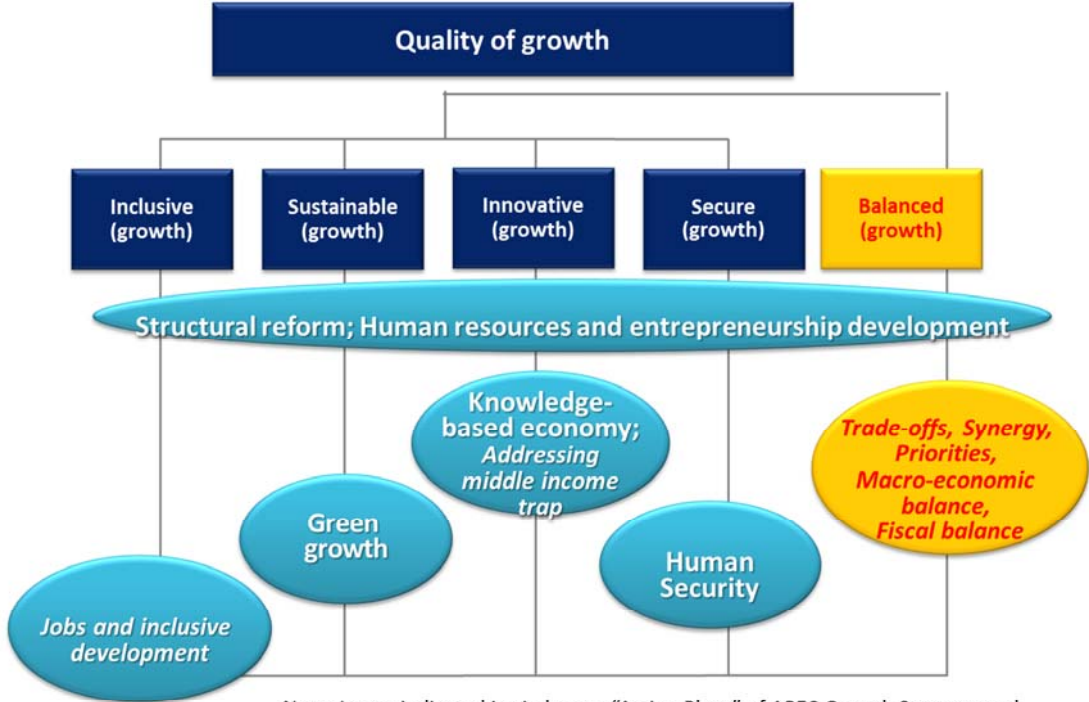 Quality of growth
Inclusive
(growth)
Sustainable
(growth)
Innovative
(growth)
Secure
(growth)
Balanced
(growth)
Structural reform; Human resources and entrepreneurship development
Knowledge-
based economy;
Addressing
middle income
trap
Trade-offs, Synergy,
Priorities,
Macro-economic
balance,
Fiscal balance
Green
growth
Human
Security
Jobs and inclusive
development